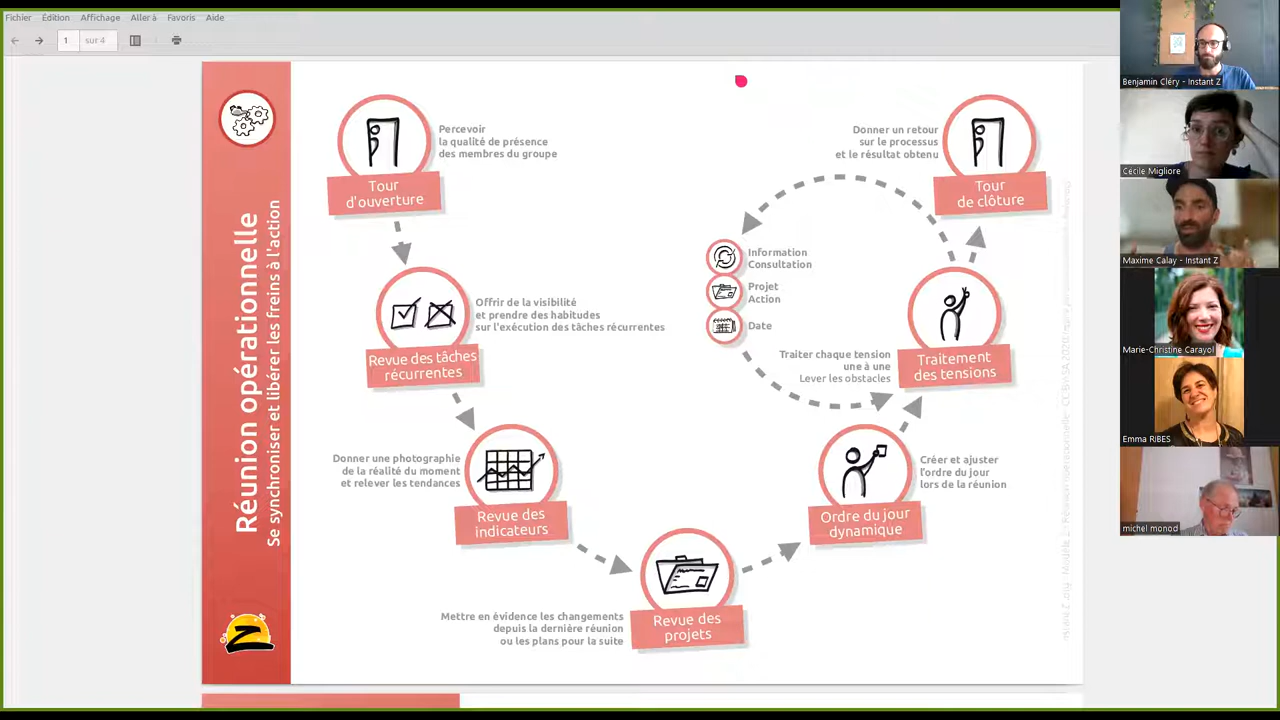 Fichier Édition Affichage Aller à Favoris Aide
1 sur 4
Réunion opérationnelle
Se synchroniser et libérer les freins à l'action
Z
Tour
d'ouverture
Percevoir
la qualité de présence
des membres du groupe
Revue des tâches
récurrentes
Offrir de la visibilité
et prendre des habitudes
sur l'exécution des tâches récurrentes
Donner une photographie
de la réalité du moment
et relever les tendances
Revue des
indicateurs
Mettre en évidence les changements
depuis la dernière réunion
ou les plans pour la suite
Revue des
projets
Ordre du jour
dynamique
Créer et ajuster
l'ordre du jour
lors de la réunion
Traiter chaque tension
une à une
Lever les obstacles
Traitement
des tensions
Information
Consultation
Projet
Action
Date
Donner un retour
sur le processus
et le résultat obtenu
Tour
de clôture
Benjamin Cléry - Instant Z
Cécile Migliore
Maxime Calay - Instant Z
Marie-Christine Carayol
Emma RIBES
michel monod